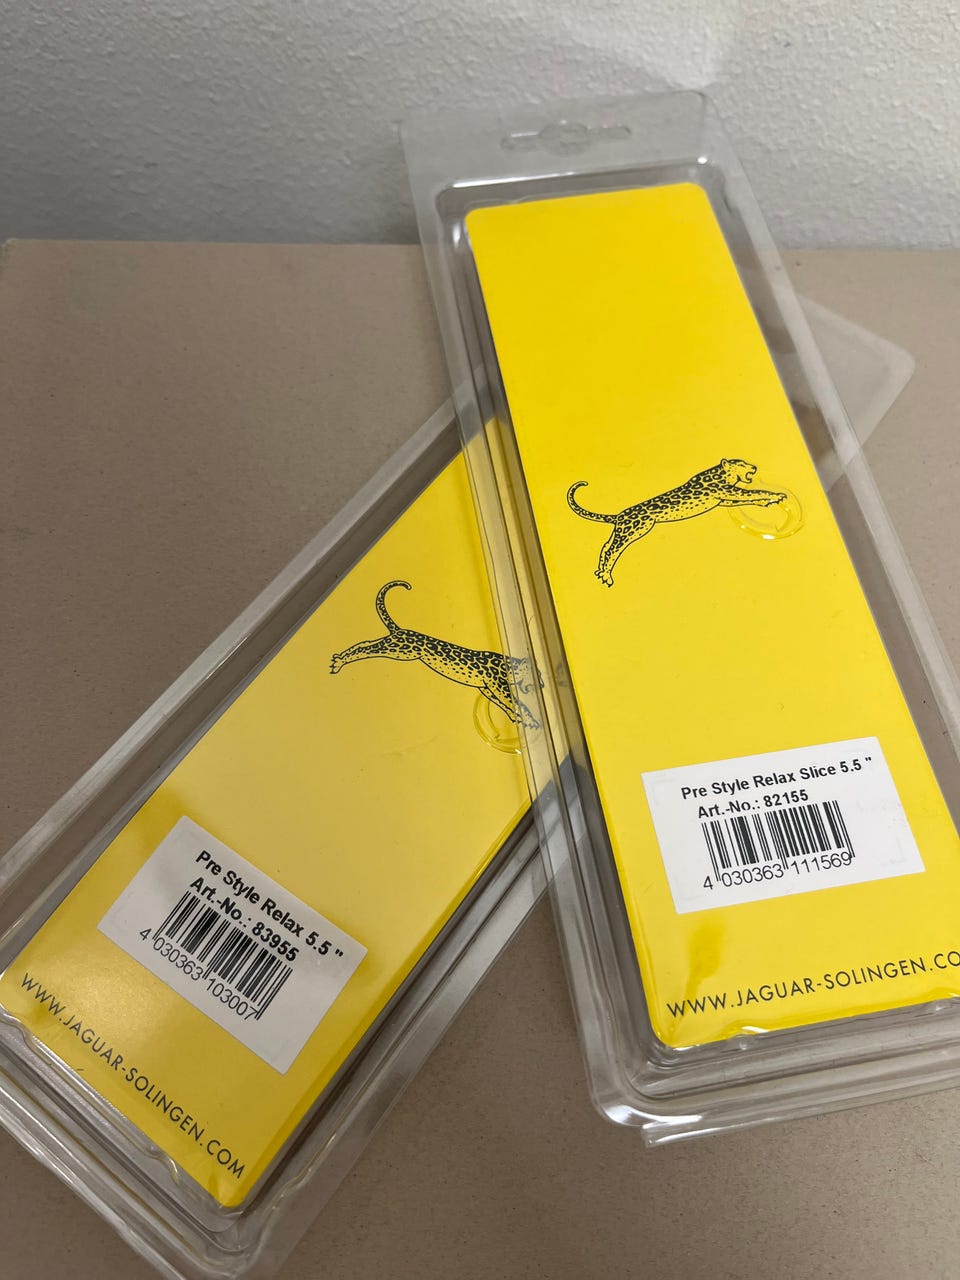 Pre Style Relax Slice 5.5 "
Art.-No.: 82155
4 030363 111569
WWW.JAGUAR-SOLINGEN.CO
Pre Style Relax 5.5 "
Art.-No.: 83955
4 030363 103007
WWW.JAGUAR-SOLINGEN.COM